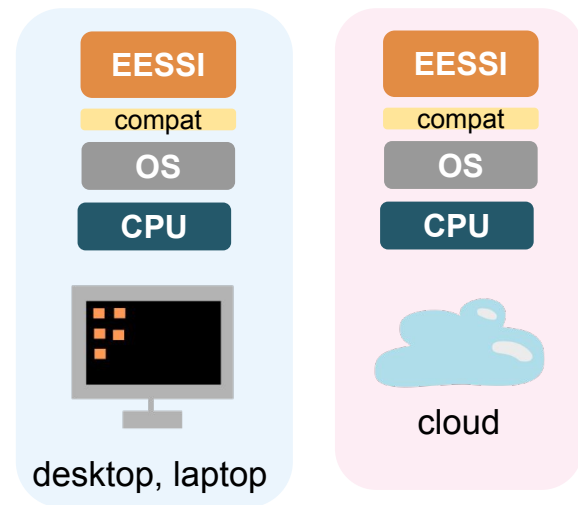 EESSI
compat
OS
CPU
desktop, laptop
EESSI
compat
OS
CPU
cloud